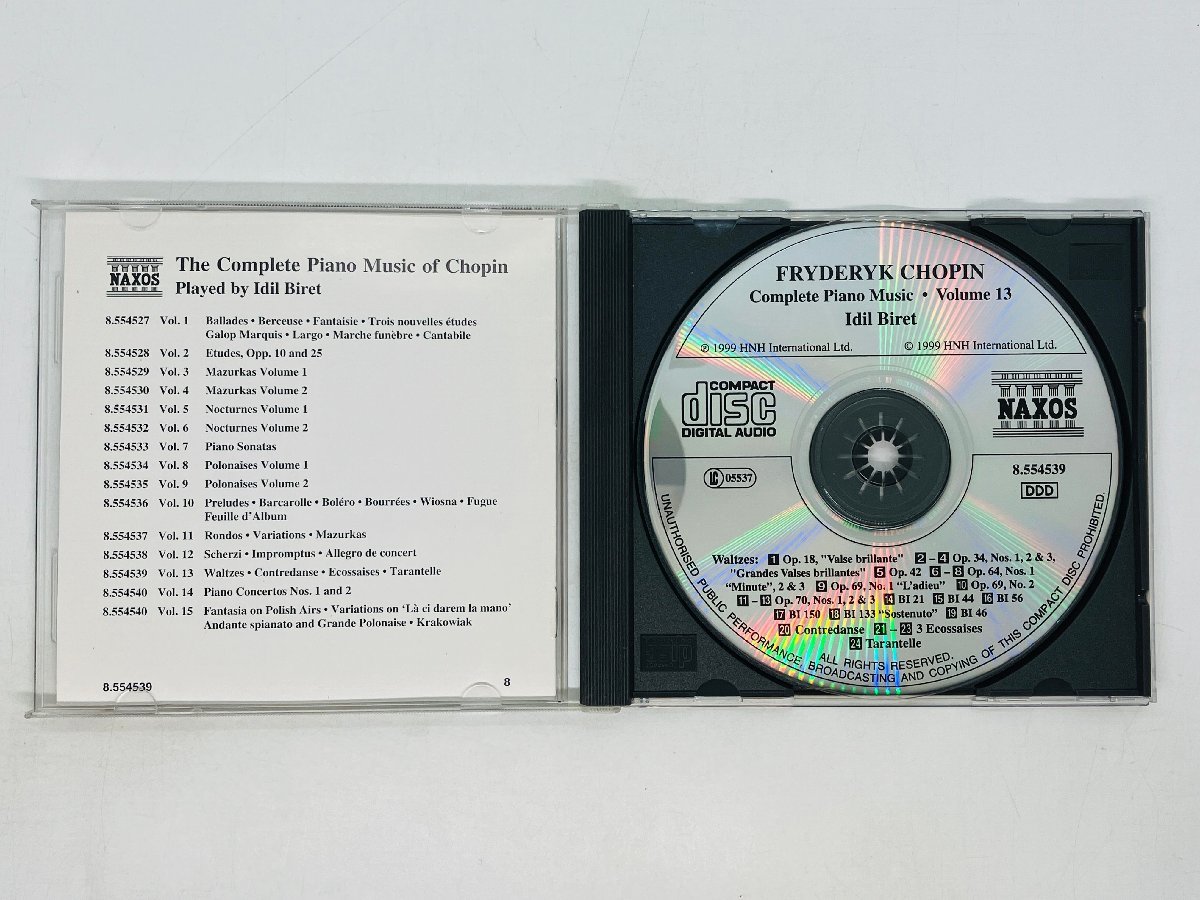 NAXOS
The Complete Piano Music of Chopin
Played by Idil Biret
8.554527 Vol. 1 Ballades • Berceuse • Fantaisie • Trois nouvelles études
Galop Marquis • Largo • Marche funèbre • Cantabile
8.554528 Vol. 2 Etudes, Opp. 10 and 25
8.554529 Vol. 3 Mazurkas Volume 1
8.554530 Vol. 4 Mazurkas Volume 2
8.554531 Vol. 5 Nocturnes Volume 1
8.554532 Vol. 6 Nocturnes Volume 2
8.554533 Vol. 7 Piano Sonatas
8.554534 Vol. 8 Polonaises Volume 1
8.554535 Vol. 9 Polonaises Volume 2
8.554536 Vol. 10 Preludes • Barcarolle • Boléro • Bourrées • Wiosna • Fugue
Feuille d'Album
8.554537 Vol. 11 Rondos • Variations • Mazurkas
8.554538 Vol. 12 Scherzi • Impromptus • Allegro de concert
8.554539 Vol. 13 Waltzes • Contredanse • Ecossaises • Tarantelle
8.554540 Vol. 14 Piano Concertos Nos. 1 and 2
8.554540 Vol. 15 Fantasia on Polish Airs • Variations on 'Là ci darem la mano'
Andante spianato and Grande Polonaise • Krakowiak
8.554539 8
FRYDERYK CHOPIN
Complete Piano Music • Volume 13
Idil Biret
℗ 1999 HNH International Ltd. © 1999 HNH International Ltd.
COMPACT
disc
DIGITAL AUDIO
NAXOS
LC 05537
8.554539
DDD
Waltzes: 1 Op. 18, "Valse brillante" 2 – 4 Op. 34, Nos. 1, 2 & 3,
"Grandes Valses brillantes" 5 Op. 42 6 – 8 Op. 64, Nos. 1
"Minute", 2 & 3 9 Op. 69, No. 1 "L'adieu" 10 Op. 69, No. 2
11 – 13 Op. 70, Nos. 1, 2 & 3 14 BI 21 15 BI 44 16 BI 56
17 BI 150 18 BI 133 "Sostenuto" 19 BI 46
20 Contredanse 21 – 23 3 Ecossaises
24 Tarantelle
ALL RIGHTS RESERVED.
UNAUTHORISED PUBLIC PERFORMANCE, BROADCASTING AND COPYING OF THIS COMPACT DISC PROHIBITED.